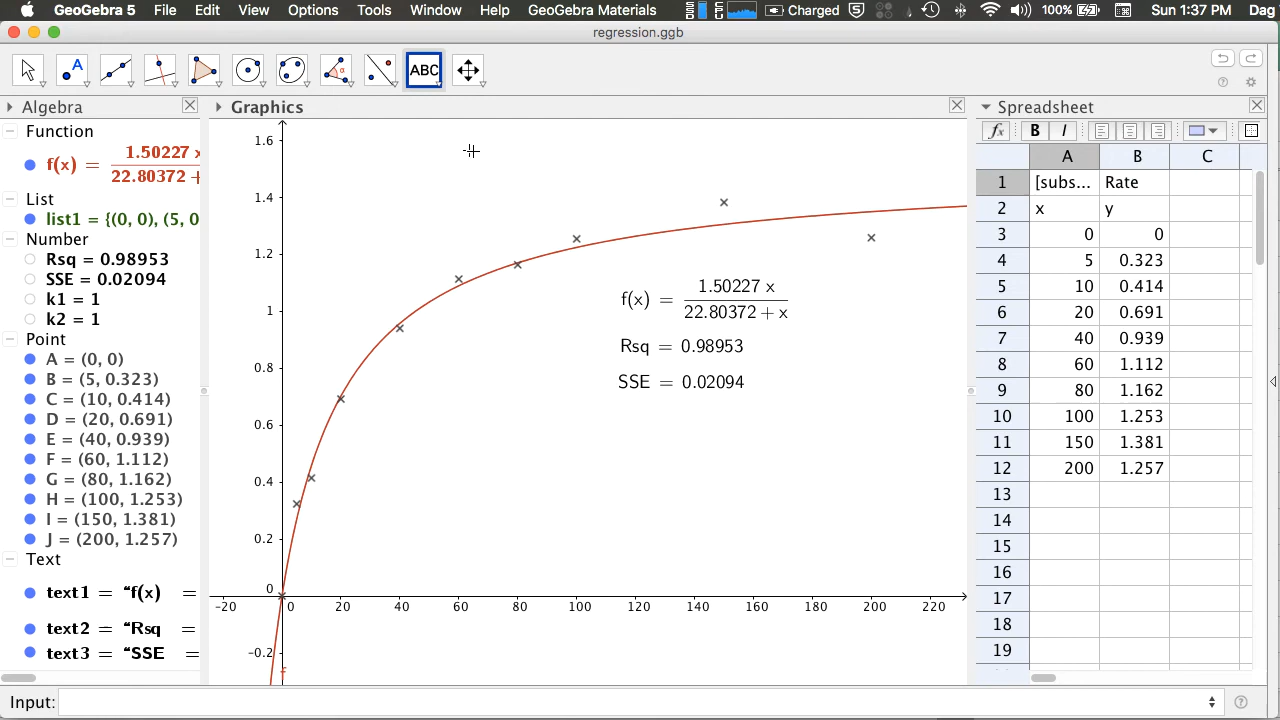 GeoGebra 5 File Edit View Options Tools Window Help GeoGebra Materials Charged 100% Sun 1:37 PM Dag
regression.ggb
A
ABC
Algebra
Function
f(x) = 1.50227 x
22.80372 +
List
list1 = {(0, 0), (5, 0
Number
Rsq = 0.98953
SSE = 0.02094
k1 = 1
k2 = 1
Point
A = (0, 0)
B = (5, 0.323)
C = (10, 0.414)
D = (20, 0.691)
E = (40, 0.939)
F = (60, 1.112)
G = (80, 1.162)
H = (100, 1.253)
I = (150, 1.381)
J = (200, 1.257)
Text
text1 = “f(x) =
text2 = “Rsq =
text3 = “SSE =
Graphics
1.6
1.4
1.2
1
0.8
0.6
0.4
0.2
0
-0.2
-20 0 20 40 60 80 100 120 140 160 180 200 220
f
f(x) = 1.50227 x
22.80372 + x
Rsq = 0.98953
SSE = 0.02094
Spreadsheet
fx B I
A B C
1 [subs... Rate
2 x y
3 0 0
4 5 0.323
5 10 0.414
6 20 0.691
7 40 0.939
8 60 1.112
9 80 1.162
10 100 1.253
11 150 1.381
12 200 1.257
13
14
15
16
17
18
19
Input: